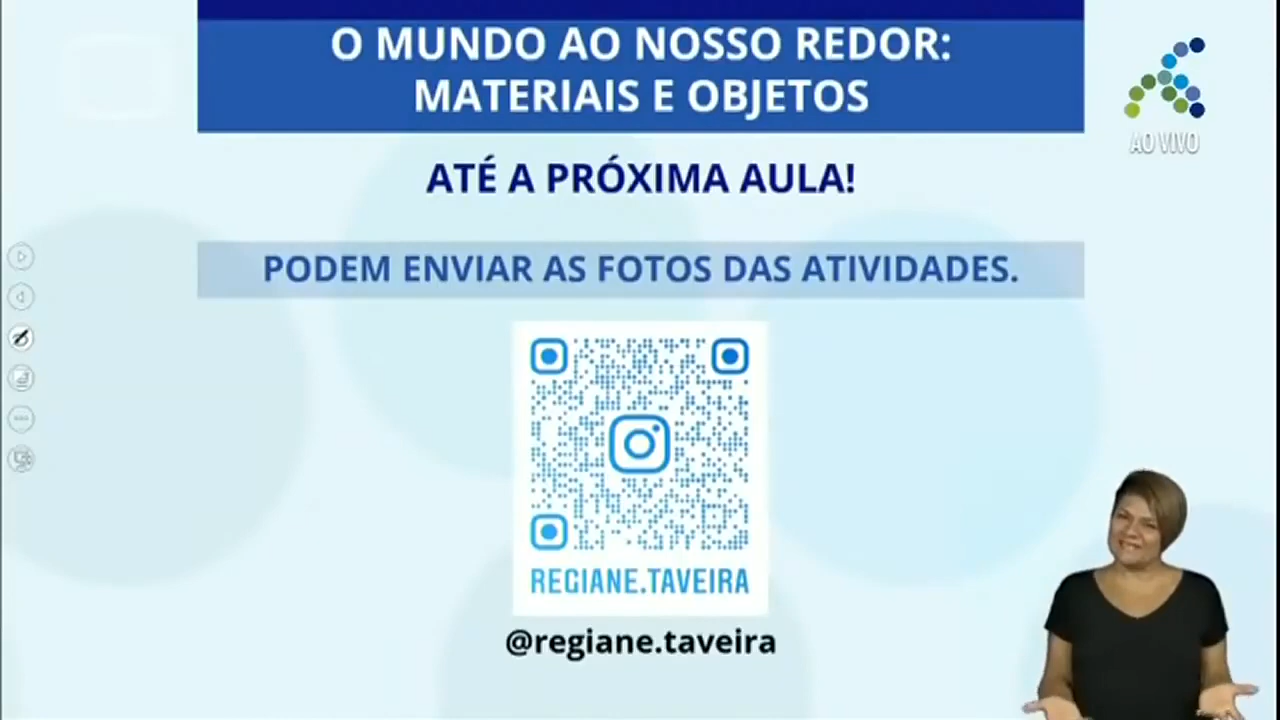 O MUNDO AO NOSSO REDOR:
MATERIAIS E OBJETOS
AO VIVO
ATÉ A PRÓXIMA AULA!
PODEM ENVIAR AS FOTOS DAS ATIVIDADES.
REGIANE.TAVEIRA
@regiane.taveira